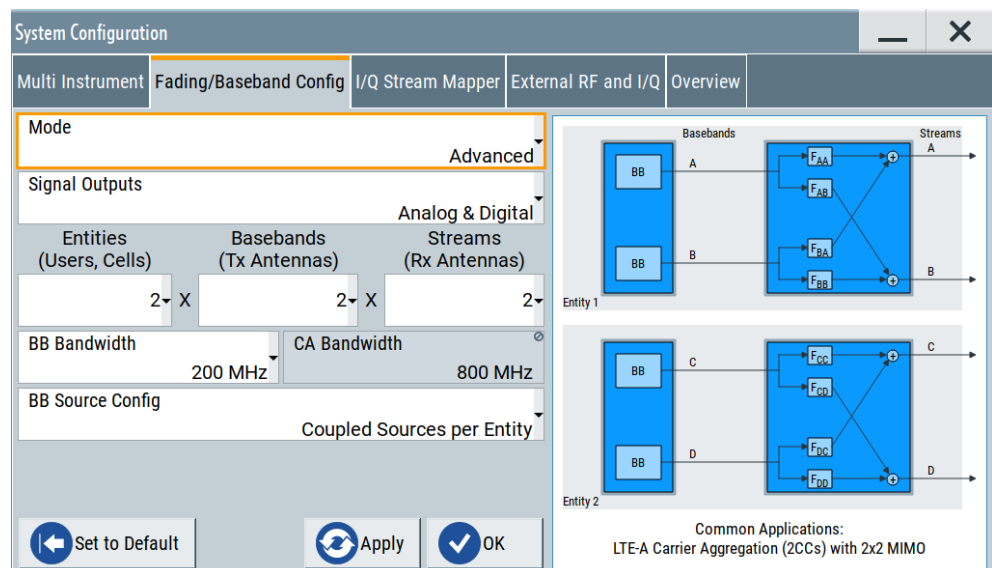 System Configuration
Multi Instrument Fading/Baseband Config I/Q Stream Mapper External RF and I/Q Overview
Mode
Advanced
Signal Outputs
Analog & Digital
Entities
(Users, Cells)
Basebands
(Tx Antennas)
Streams
(Rx Antennas)
2 X 2 X 2
BB Bandwidth
200 MHz
CA Bandwidth
800 MHz
BB Source Config
Coupled Sources per Entity
Set to Default
Apply
OK
Basebands
Streams
BB
A
FAA
A
FAB
BB
B
FBA
FBB
B
Entity 1
BB
C
FCC
C
FCD
BB
D
FDC
FDD
D
Entity 2
Common Applications:
LTE-A Carrier Aggregation (2CCs) with 2x2 MIMO